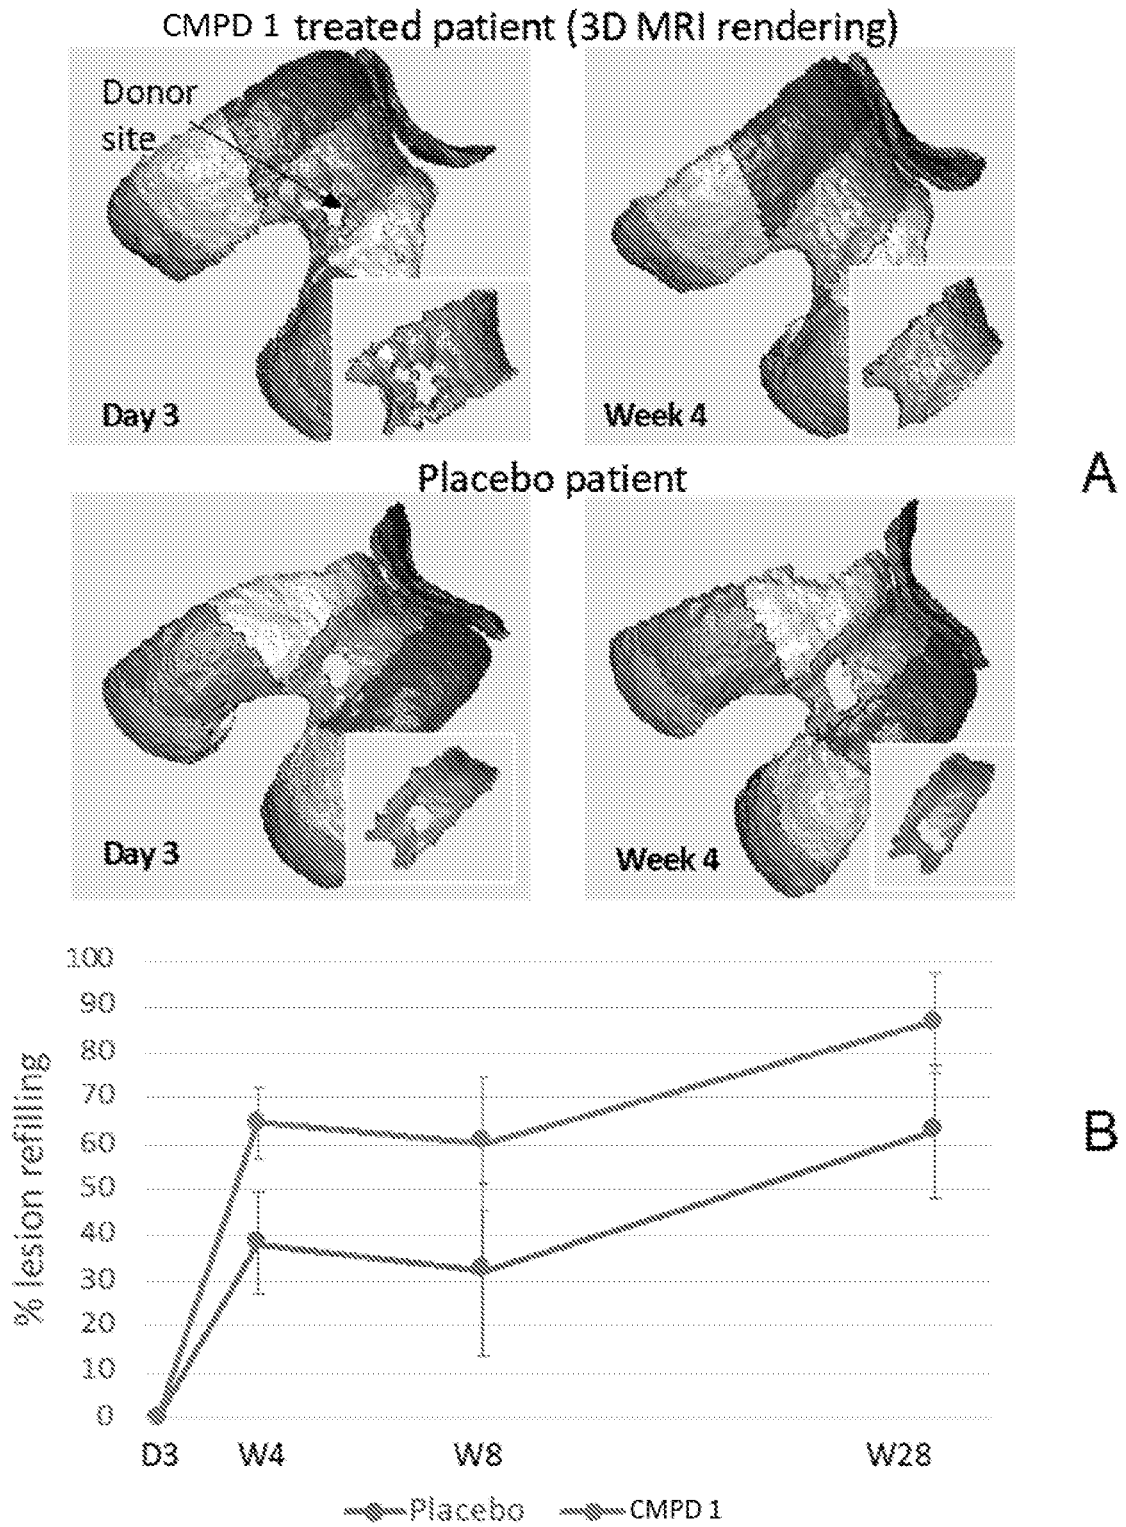 CMPD 1 treated patient (3D MRI rendering)
Donor
site
Day 3
Week 4
A
Placebo patient
Day 3
Week 4
100
90
80
70
60
50
40
30
20
10
0
% lesion refilling
B
D3 W4 W8 W28
Placebo CMPD 1